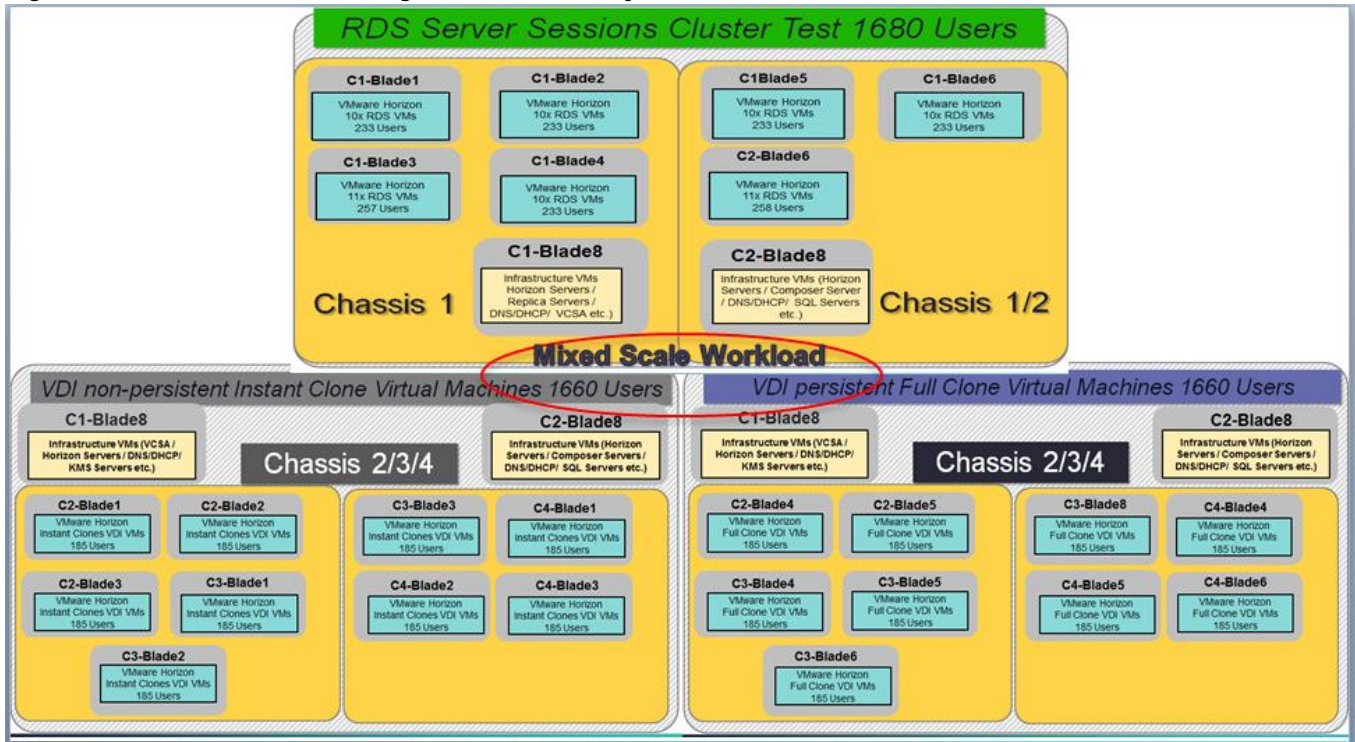 RDS Server Sessions Cluster Test 1680 Users
C1-Blade1
VMware Horizon
10x RDS VMs
233 Users
C1-Blade2
VMware Horizon
10x RDS VMs
233 Users
C1Blade5
VMware Horizon
10x RDS VMs
233 Users
C1-Blade6
VMware Horizon
10x RDS VMs
233 Users
C1-Blade3
VMware Horizon
11x RDS VMs
257 Users
C1-Blade4
VMware Horizon
10x RDS VMs
233 Users
C2-Blade6
VMware Horizon
11x RDS VMs
258 Users
Chassis 1
C1-Blade8
Infrastructure VMs
Horizon Servers /
Replica Servers /
DNS/DHCP/ VCSA etc.)
C2-Blade8
Infrastructure VMs (Horizon
Servers / Composer Server
/ DNS/DHCP/ SQL Servers
etc.)
Chassis 1/2
Mixed Scale Workload
VDI non-persistent Instant Clone Virtual Machines 1660 Users
C1-Blade8
Infrastructure VMs (VCSA /
Horizon Servers / DNS/DHCP/
KMS Servers etc.)
Chassis 2/3/4
C2-Blade8
Infrastructure VMs (Horizon
Servers / Composer Servers /
DNS/DHCP/ SQL Servers etc.)
C2-Blade1
VMware Horizon
Instant Clones VDI VMs
185 Users
C2-Blade2
VMware Horizon
Instant Clones VDI VMs
185 Users
C2-Blade3
VMware Horizon
Instant Clones VDI VMs
185 Users
C3-Blade1
VMware Horizon
Instant Clones VDI VMs
185 Users
C3-Blade2
VMware Horizon
Instant Clones VDI VMs
185 Users
C3-Blade3
VMware Horizon
Instant Clones VDI VMs
185 Users
C4-Blade1
VMware Horizon
Instant Clones VDI VMs
185 Users
C4-Blade2
VMware Horizon
Instant Clones VDI VMs
185 Users
C4-Blade3
VMware Horizon
Instant Clones VDI VMs
185 Users
VDI persistent Full Clone Virtual Machines 1660 Users
C1-Blade8
Infrastructure VMs (VCSA /
Horizon Servers / DNS/DHCP/
KMS Servers etc.)
Chassis 2/3/4
C2-Blade8
Infrastructure VMs (Horizon
Servers / Composer Servers /
DNS/DHCP/ SQL Servers etc.)
C2-Blade4
VMware Horizon
Full Clone VDI VMs
185 Users
C2-Blade5
VMware Horizon
Full Clone VDI VMs
185 Users
C3-Blade4
VMware Horizon
Full Clone VDI VMs
185 Users
C3-Blade5
VMware Horizon
Full Clone VDI VMs
185 Users
C3-Blade6
VMware Horizon
Full Clone VDI VMs
185 Users
C3-Blade8
VMware Horizon
Full Clone VDI VMs
185 Users
C4-Blade4
VMware Horizon
Full Clone VDI VMs
185 Users
C4-Blade5
VMware Horizon
Full Clone VDI VMs
185 Users
C4-Blade6
VMware Horizon
Full Clone VDI VMs
185 Users